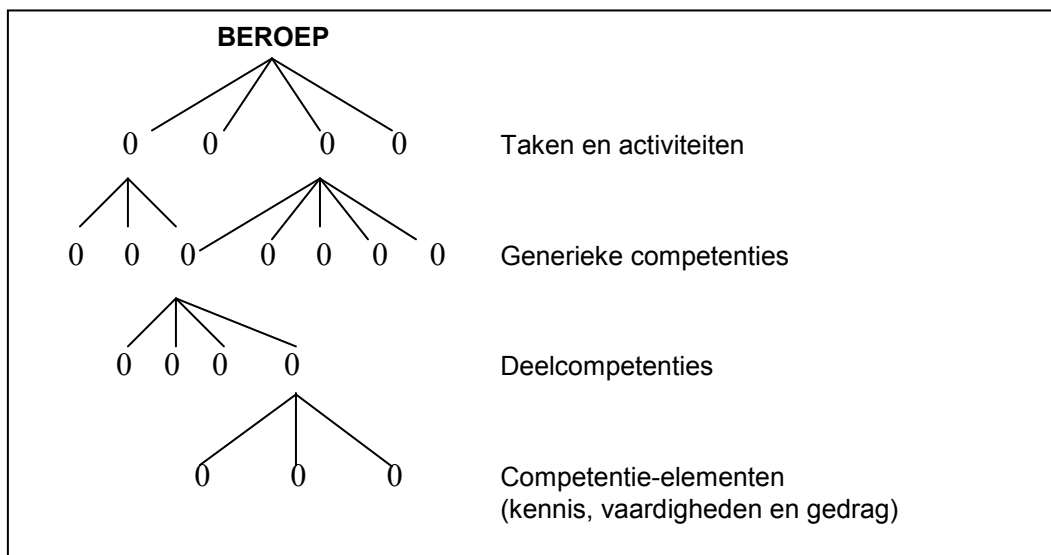 BEROEP
0 0 0 0 Taken en activiteiten
0 0 0 0 0 0 0 Generieke competenties
0 0 0 0 Deelcompetenties
0 0 0 Competentie-elementen
(kennis, vaardigheden en gedrag)